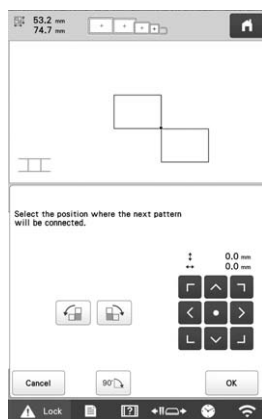 53.2 mm
74.7 mm
Select the position where the next pattern
will be connected.
0.0 mm
0.0 mm
Cancel
90°
OK
Lock